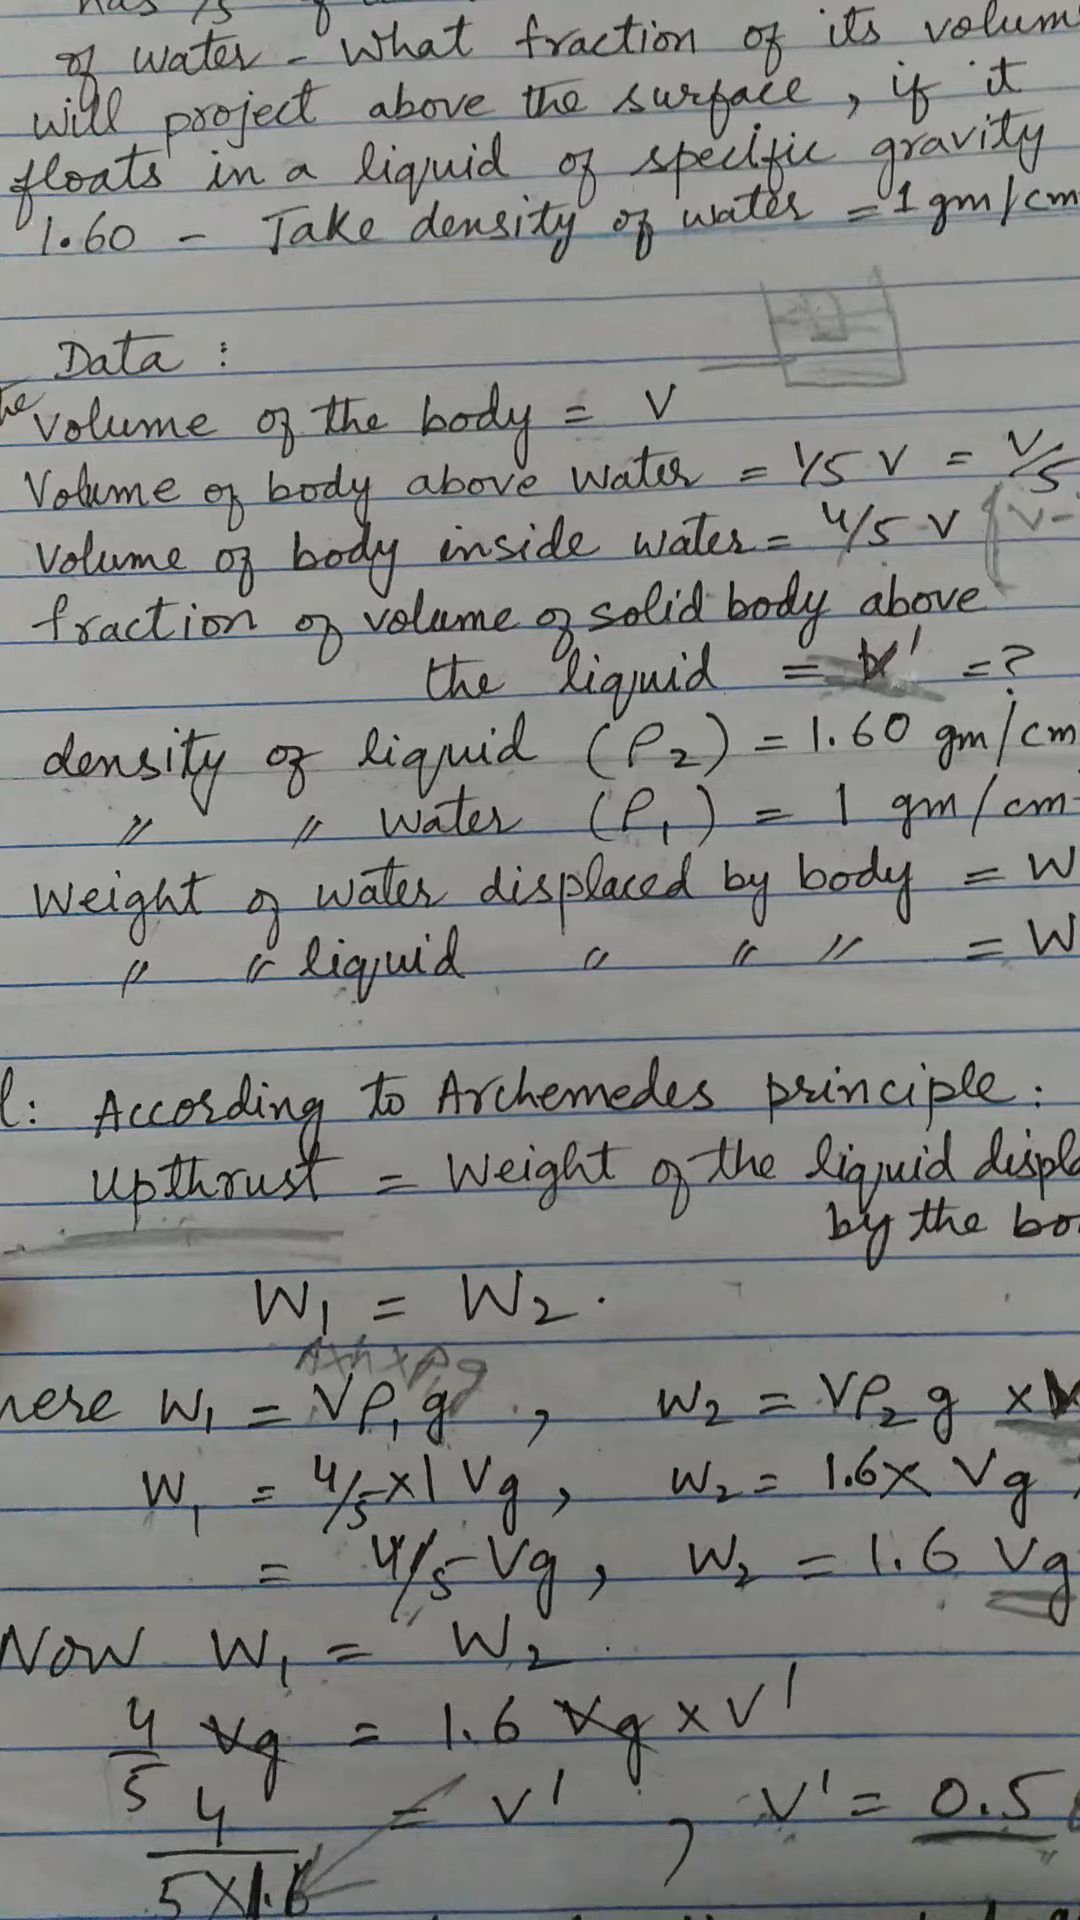 of water - What fraction of its volum
will project above the surface, if it
floats in a liquid of specific gravity
1.60 - Take density of water = 1 gm/cm
Data :
Volume of the body = V
Volume of body above water = 1/5 V = V/5
Volume of body inside water = 4/5 V
fraction of volume of solid body above
the liquid = ' = ?
density of liquid (ρ2) = 1.60 gm/cm
" " water (ρ1) = 1 gm/cm
Weight of water displaced by body = W
" " liquid " " " = W
l: According to Archemedes principle :
upthrust = Weight of the liquid displa
by the bo
W1 = W2 .
here W1 = Vρ1g , W2 = Vρ2 g ×
W1 = 4/5 × 1 Vg , W2 = 1.6 × Vg
= 4/5 Vg , W2 = 1.6 Vg
Now W1 = W2 .
4/5 Vg = 1.6 Vg × V'
4/5×1.6 = V' , V' = 0.5